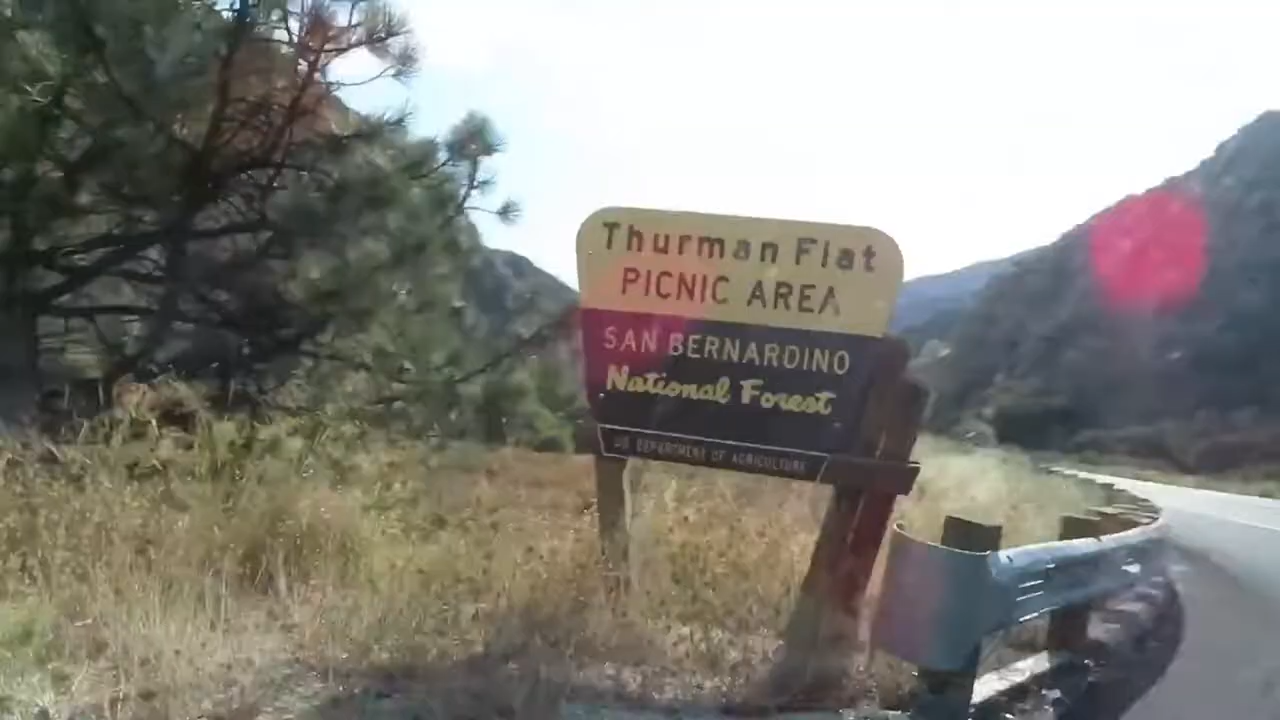 Thurman Flat
PICNIC AREA
SAN BERNARDINO
National Forest
US DEPARTMENT OF AGRICULTURE